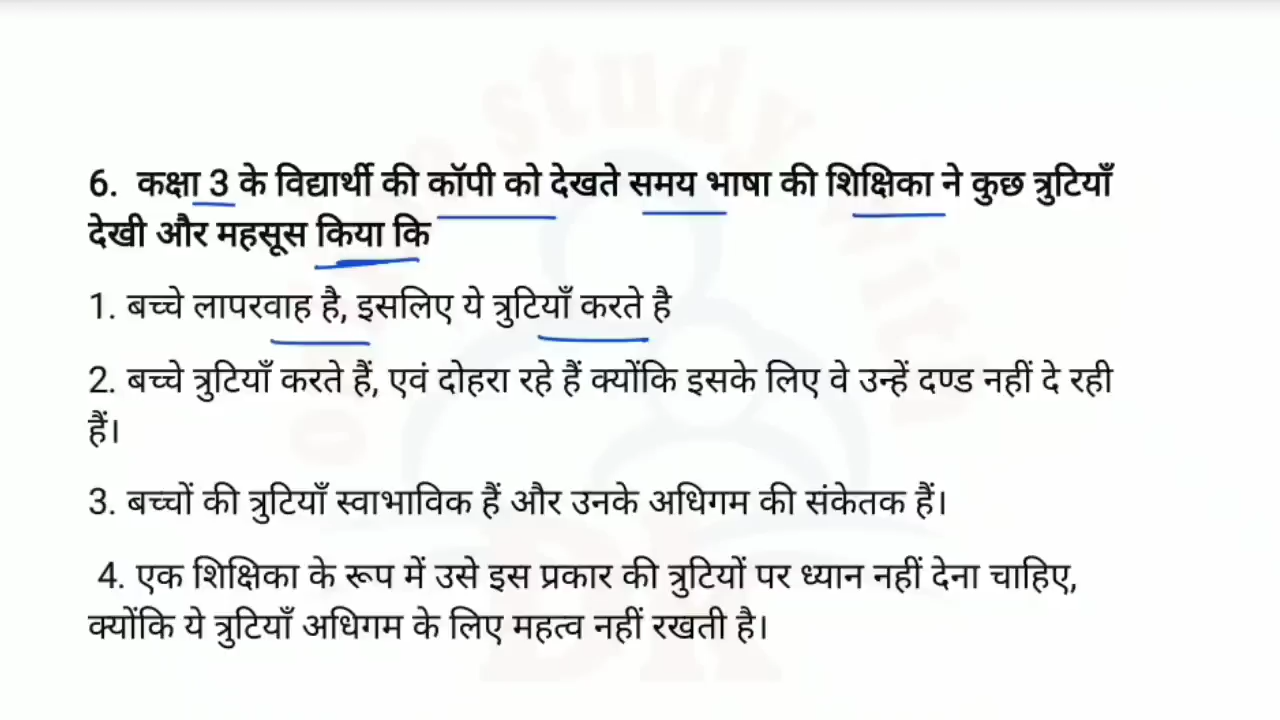 6. कक्षा 3 के विद्यार्थी की कॉपी को देखते समय भाषा की शिक्षिका ने कुछ त्रुटियाँ
देखी और महसूस किया कि
1. बच्चे लापरवाह है, इसलिए ये त्रुटियाँ करते है
2. बच्चे त्रुटियाँ करते हैं, एवं दोहरा रहे हैं क्योंकि इसके लिए वे उन्हें दण्ड नहीं दे रही
हैं।
3. बच्चों की त्रुटियाँ स्वाभाविक हैं और उनके अधिगम की संकेतक हैं।
4. एक शिक्षिका के रूप में उसे इस प्रकार की त्रुटियों पर ध्यान नहीं देना चाहिए,
क्योंकि ये त्रुटियाँ अधिगम के लिए महत्व नहीं रखती है।